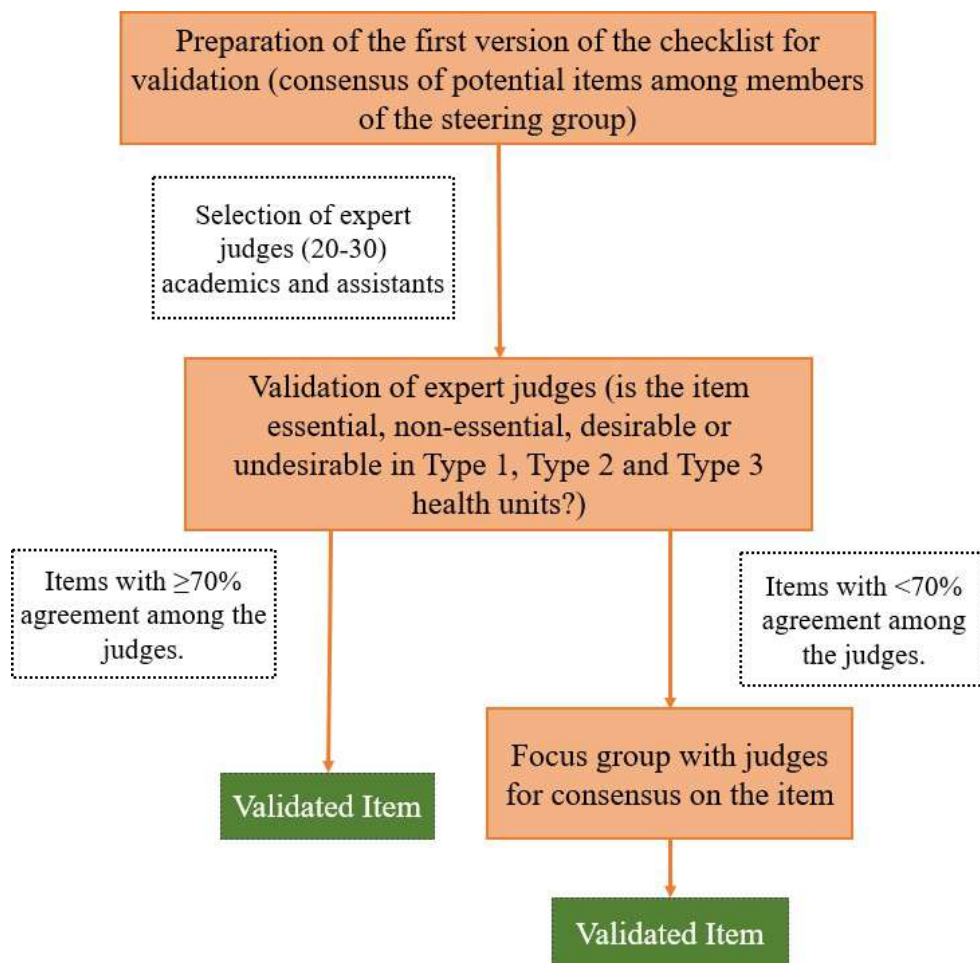 Preparation of the first version of the checklist for
validation (consensus of potential items among members
of the steering group)
Selection of expert
judges (20-30)
academics and assistants
Validation of expert judges (is the item
essential, non-essential, desirable or
undesirable in Type 1, Type 2 and Type 3
health units?)
Items with ≥70%
agreement among the
judges.
Items with <70%
agreement among
the judges.
Focus group with judges
for consensus on the item
Validated Item
Validated Item